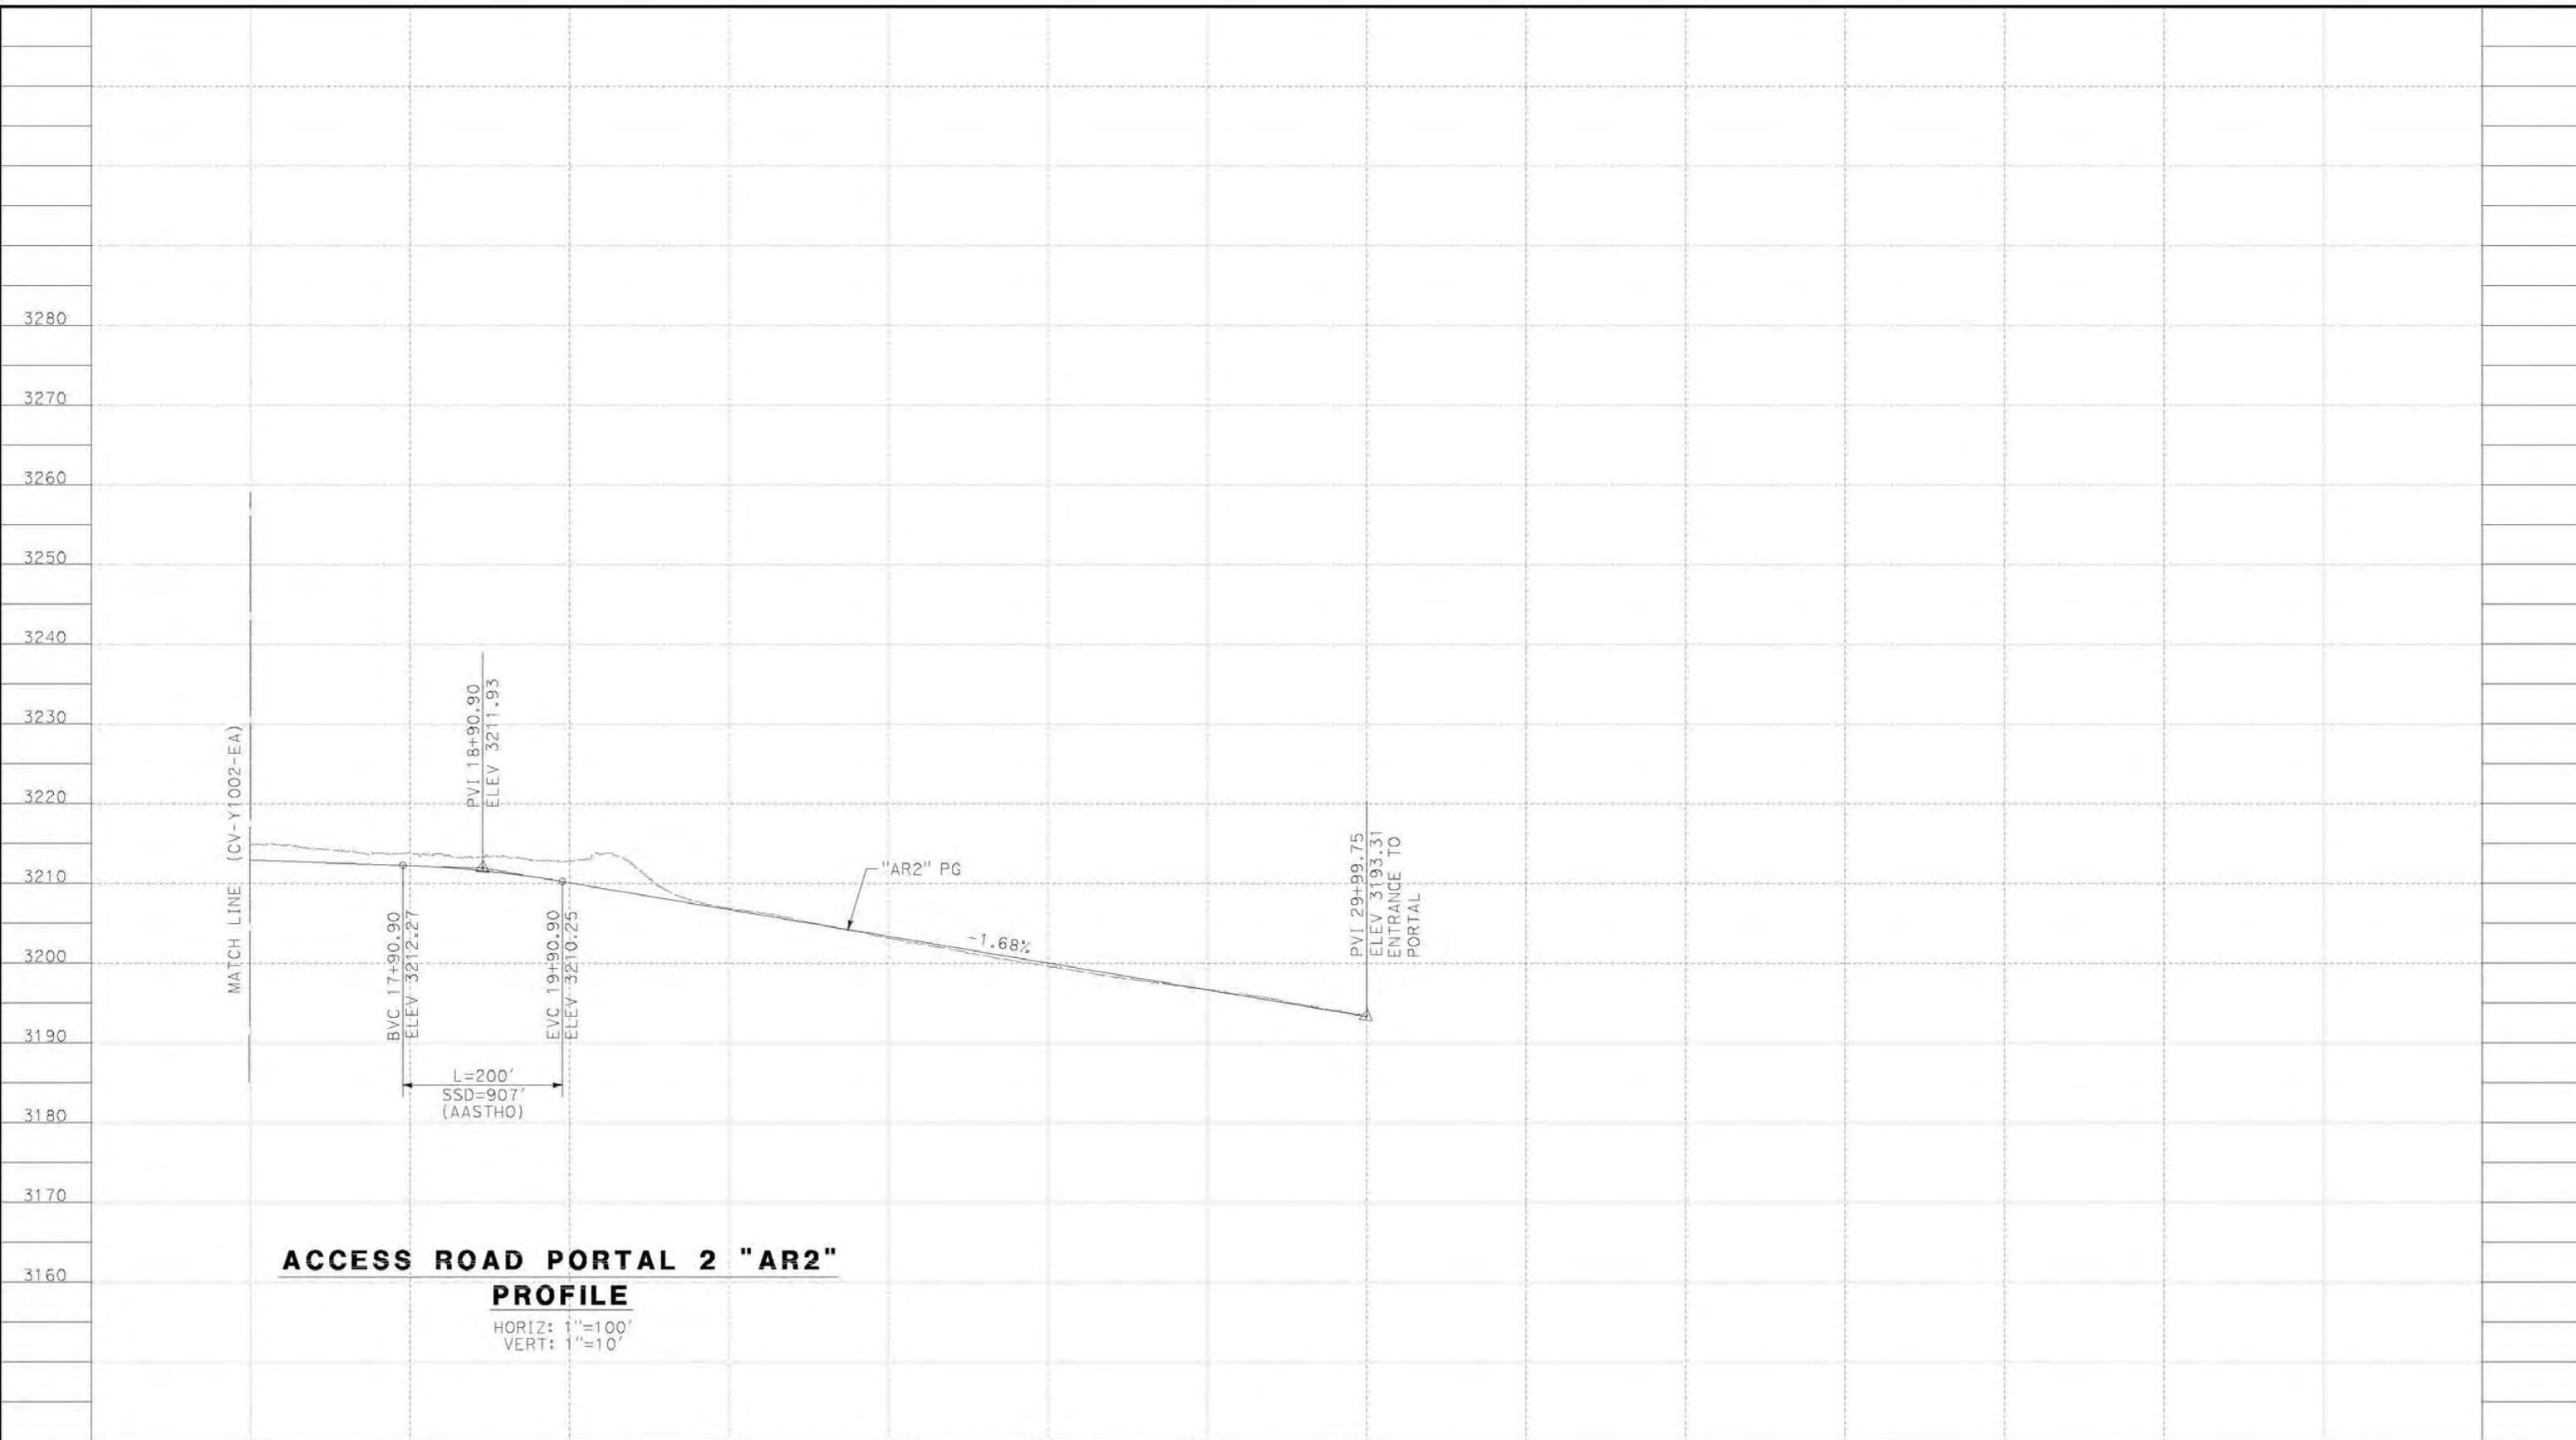 3280
3270
3260
3250
3240
3230
3220
3210
3200
3190
3180
3170
3160
MATCH LINE (CV-Y1002-EA)
BVC 17+90.90
ELEV 3212.27
PVI 18+90.90
ELEV 3211.93
EVC 19+90.90
ELEV 3210.25
L=200'
SSD=907'
(AASTHO)
"AR2" PG
-1.68%
PVI 29+99.75
ELEV 3193.31
ENTRANCE TO
PORTAL
ACCESS ROAD PORTAL 2 "AR2"
PROFILE
HORIZ: 1"=100'
VERT: 1"=10'